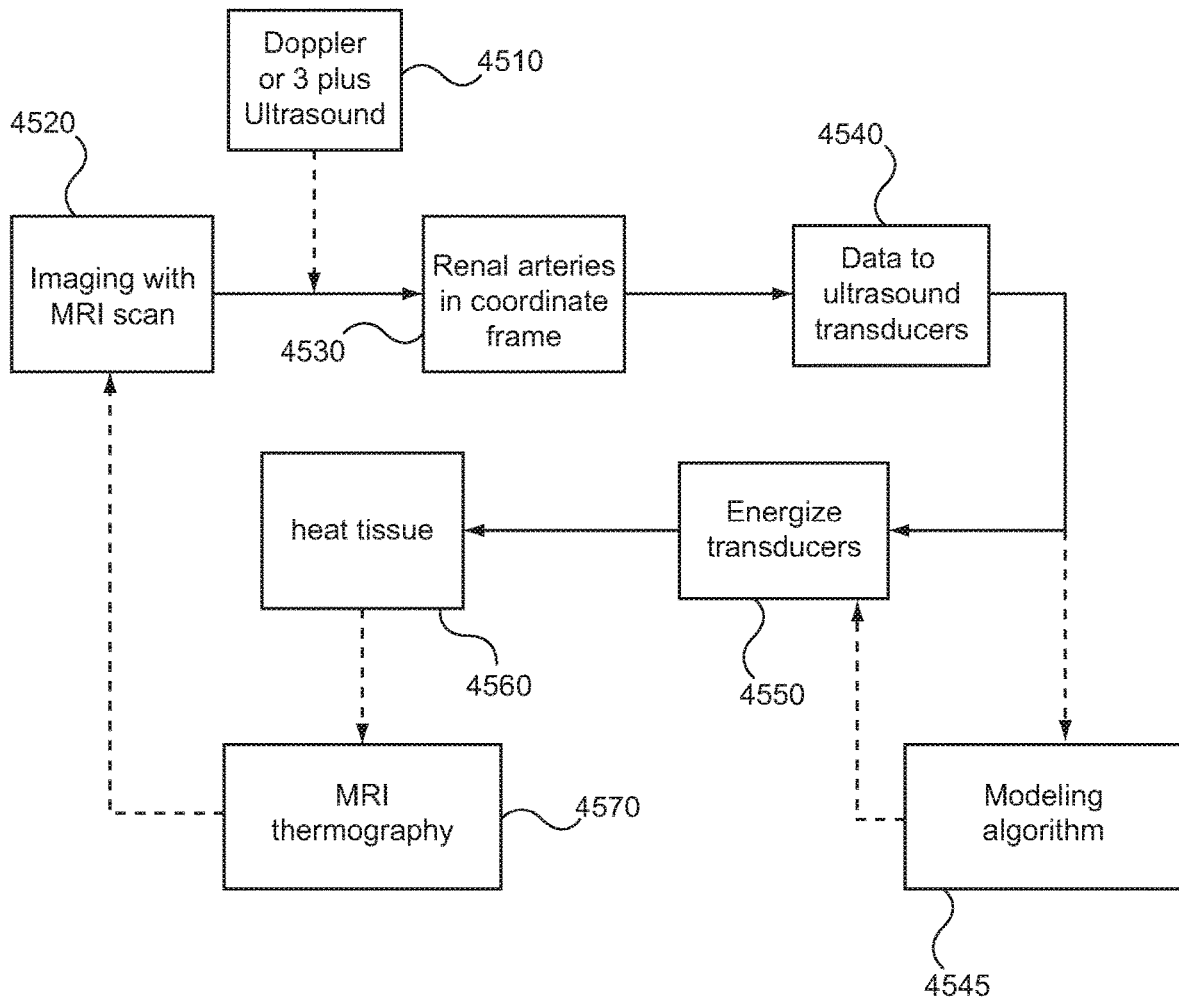 Doppler
or 3 plus
Ultrasound
4510
4520
4540
Imaging with
MRI scan
Renal arteries
in coordinate
frame
4530
Data to
ultrasound
transducers
heat tissue
Energize
transducers
4560
4550
MRI
thermography
4570
Modeling
algorithm
4545